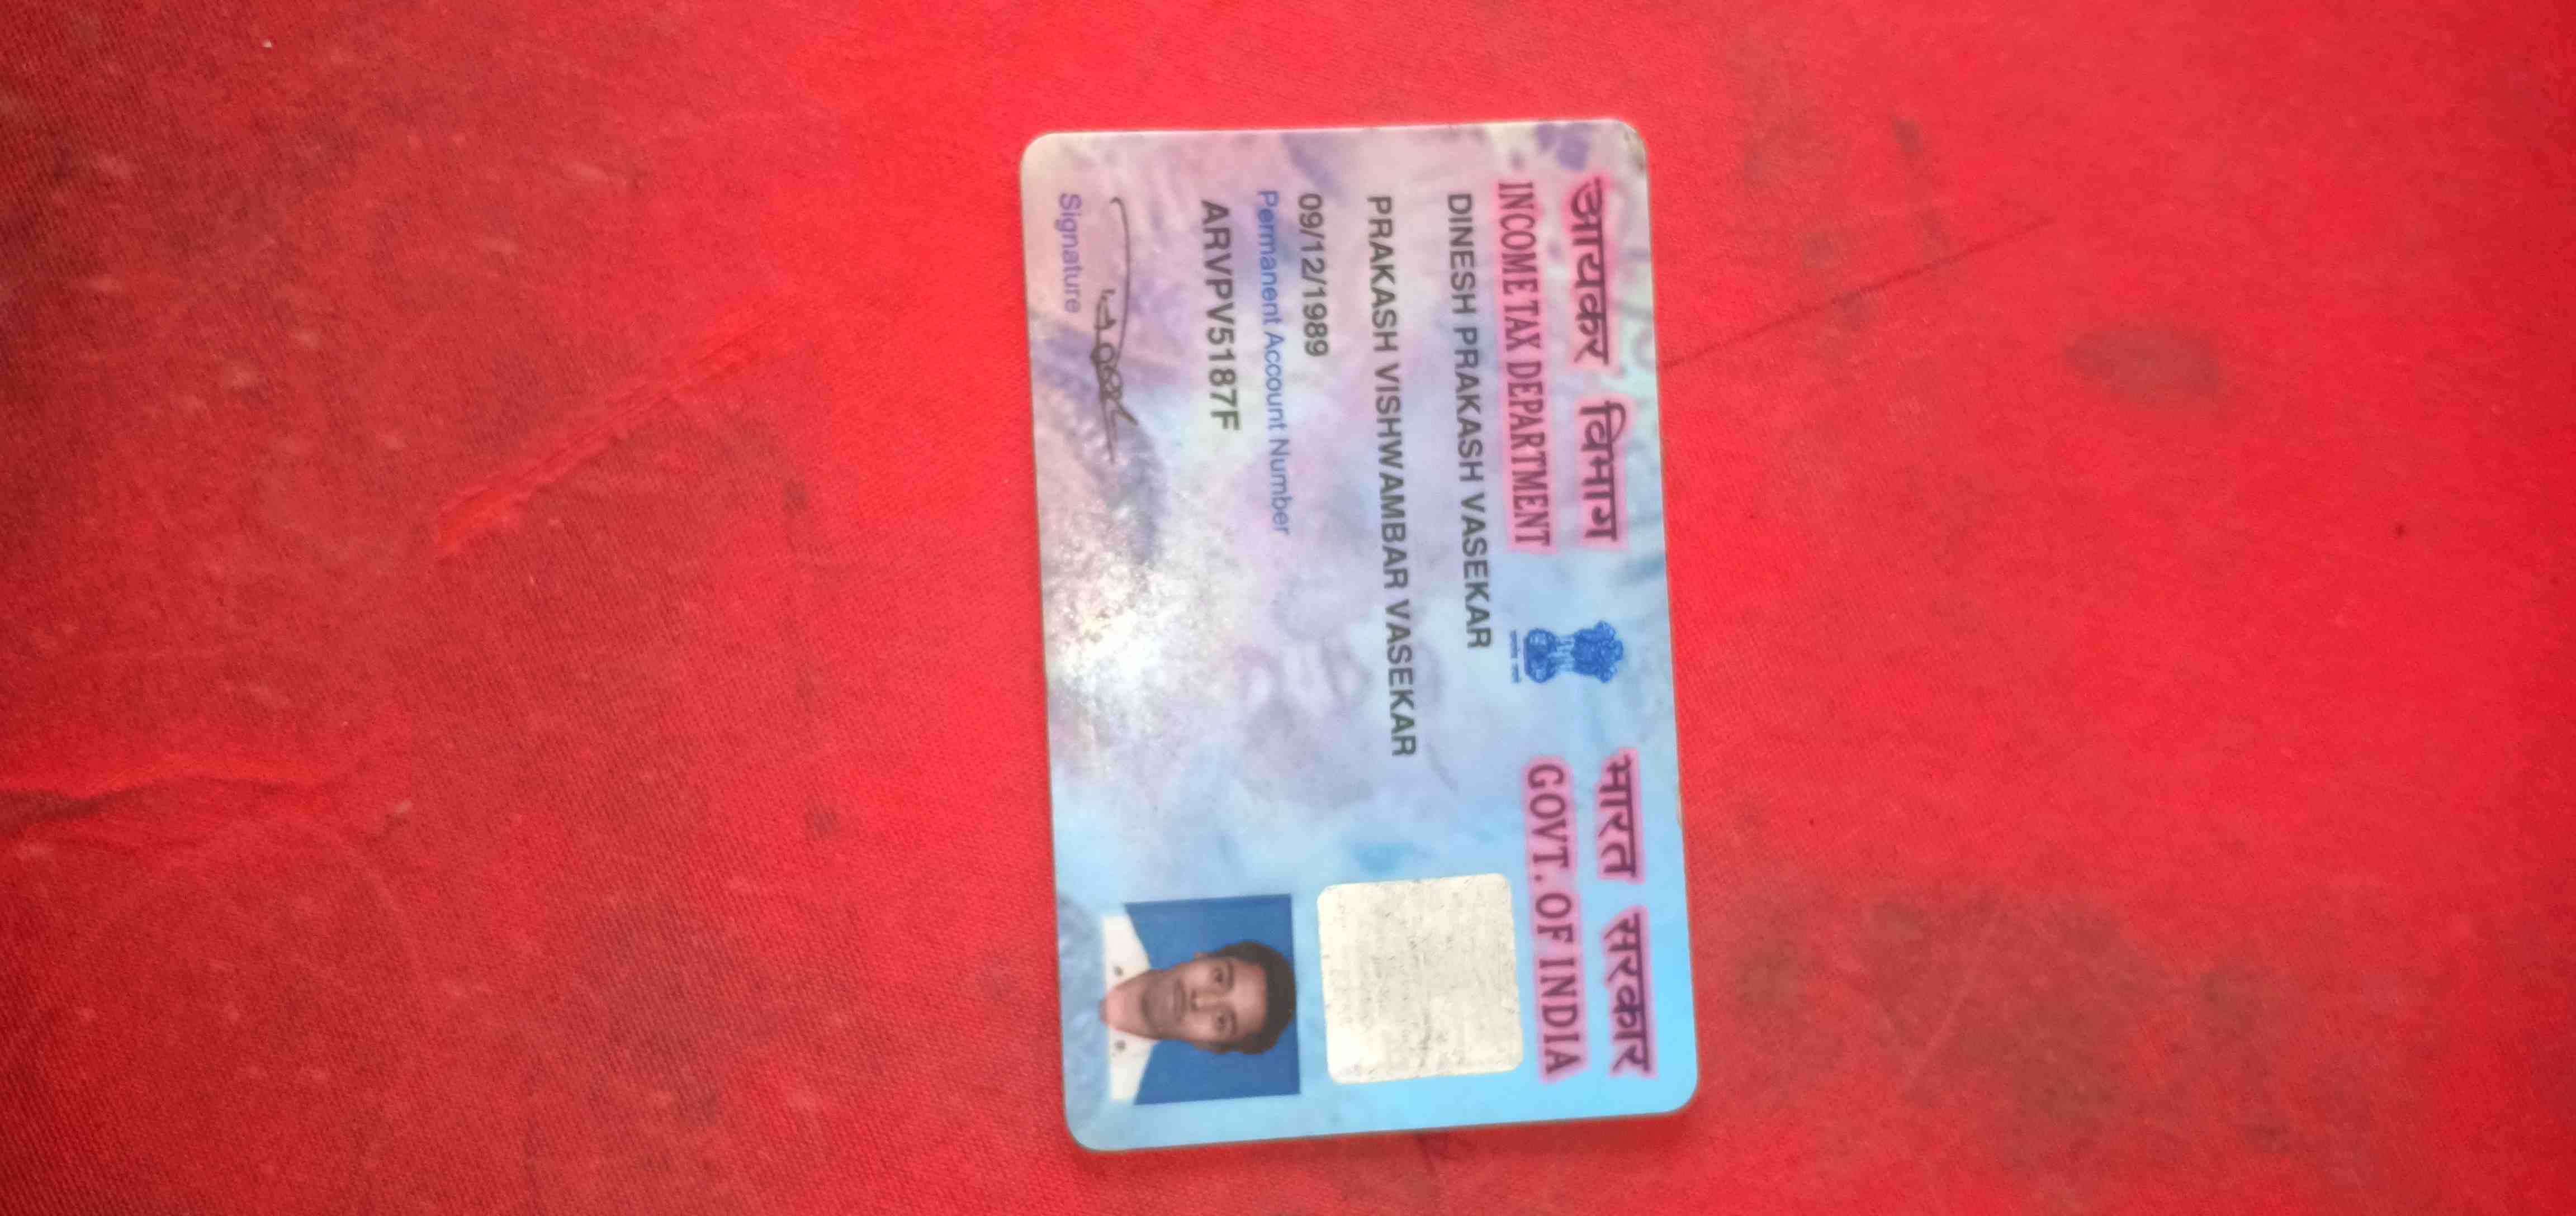 आयकर विभाग
INCOME TAX DEPARTMENT
भारत सरकार
GOVT. OF INDIA
DINESH PRAKASH VASEKAR
PRAKASH VISHWAMBAR VASEKAR
09/12/1989
Permanent Account Number
ARVPV5187F
Signature